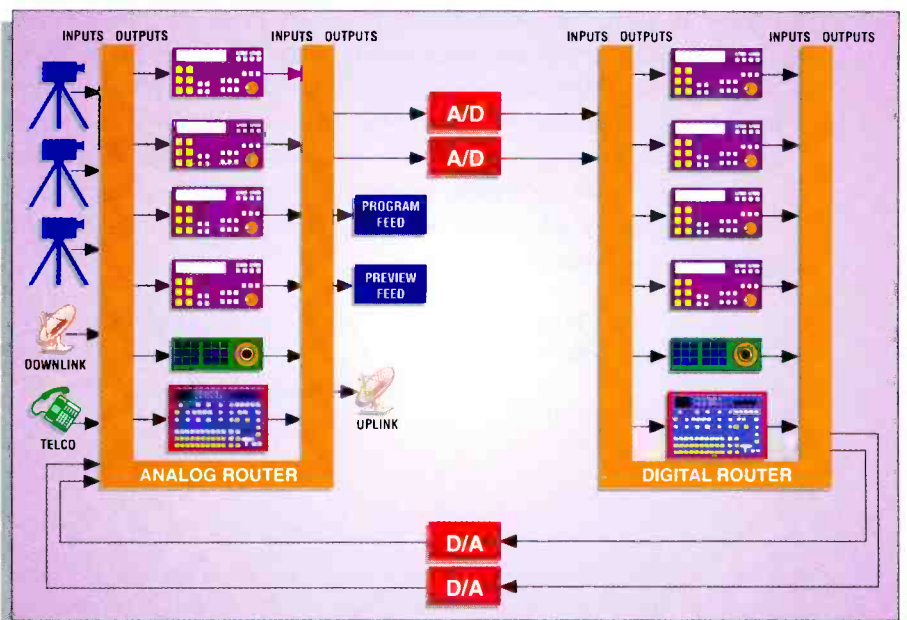 INPUTS OUTPUTS INPUTS OUTPUTS INPUTS OUTPUTS INPUTS OUTPUTS
A/D
A/D
PROGRAM
FEED
PREVIEW
FEED
DOWNLINK
TELCO
UPLINK
ANALOG ROUTER
DIGITAL ROUTER
D/A
D/A